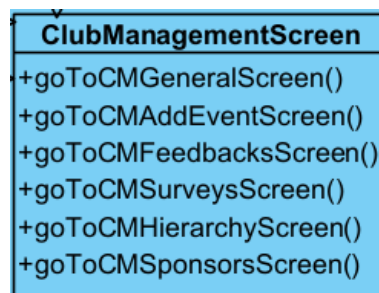 ClubManagementScreen
+goToCMGeneralScreen()
+goToCMAddEventScreen()
+goToCMFeedbacksScreen()
+goToCMSurveysScreen()
+goToCMHierarchyScreen()
+goToCMSponsorsScreen()